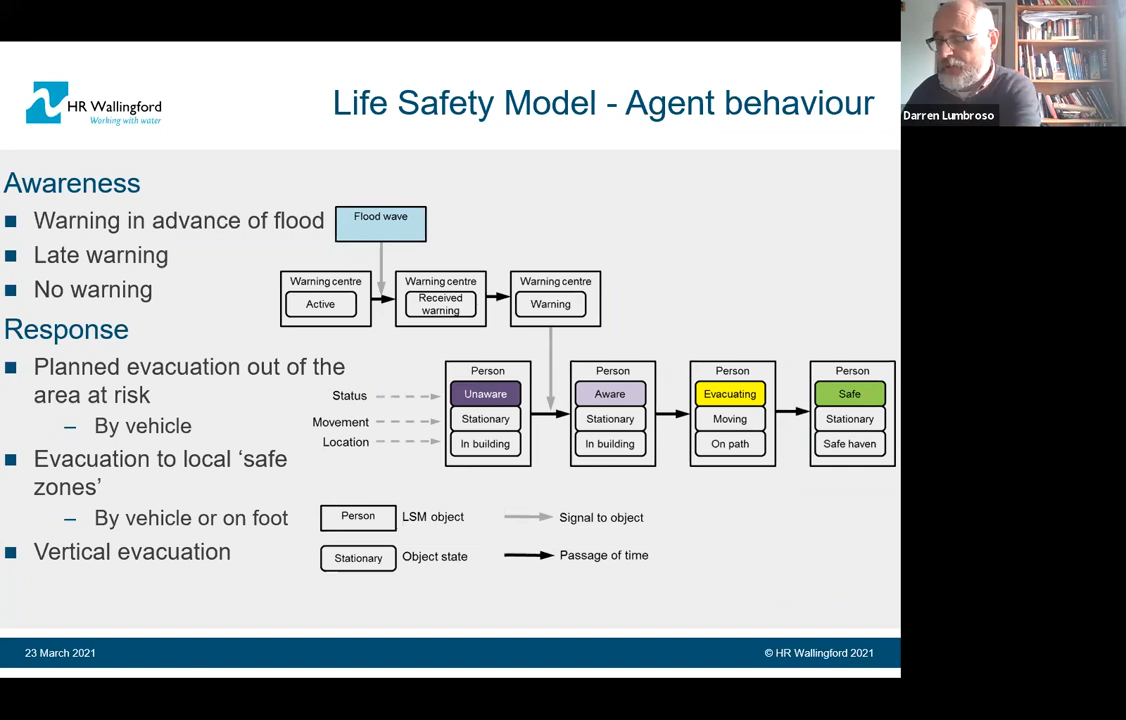 HR Wallingford
Working with water
Life Safety Model - Agent behaviour
Darren Lumbroso
Awareness
Warning in advance of flood
Late warning
No warning
Response
Planned evacuation out of the
area at risk
– By vehicle
Evacuation to local ‘safe
zones’
– By vehicle or on foot
Vertical evacuation
Flood wave
Warning centre
Active
Warning centre
Received
warning
Warning centre
Warning
Status
Movement
Location
Person
Unaware
Stationary
In building
Person
Aware
Stationary
In building
Person
Evacuating
Moving
On path
Person
Safe
Stationary
Safe haven
Person
LSM object
Signal to object
Stationary
Object state
Passage of time
23 March 2021
© HR Wallingford 2021